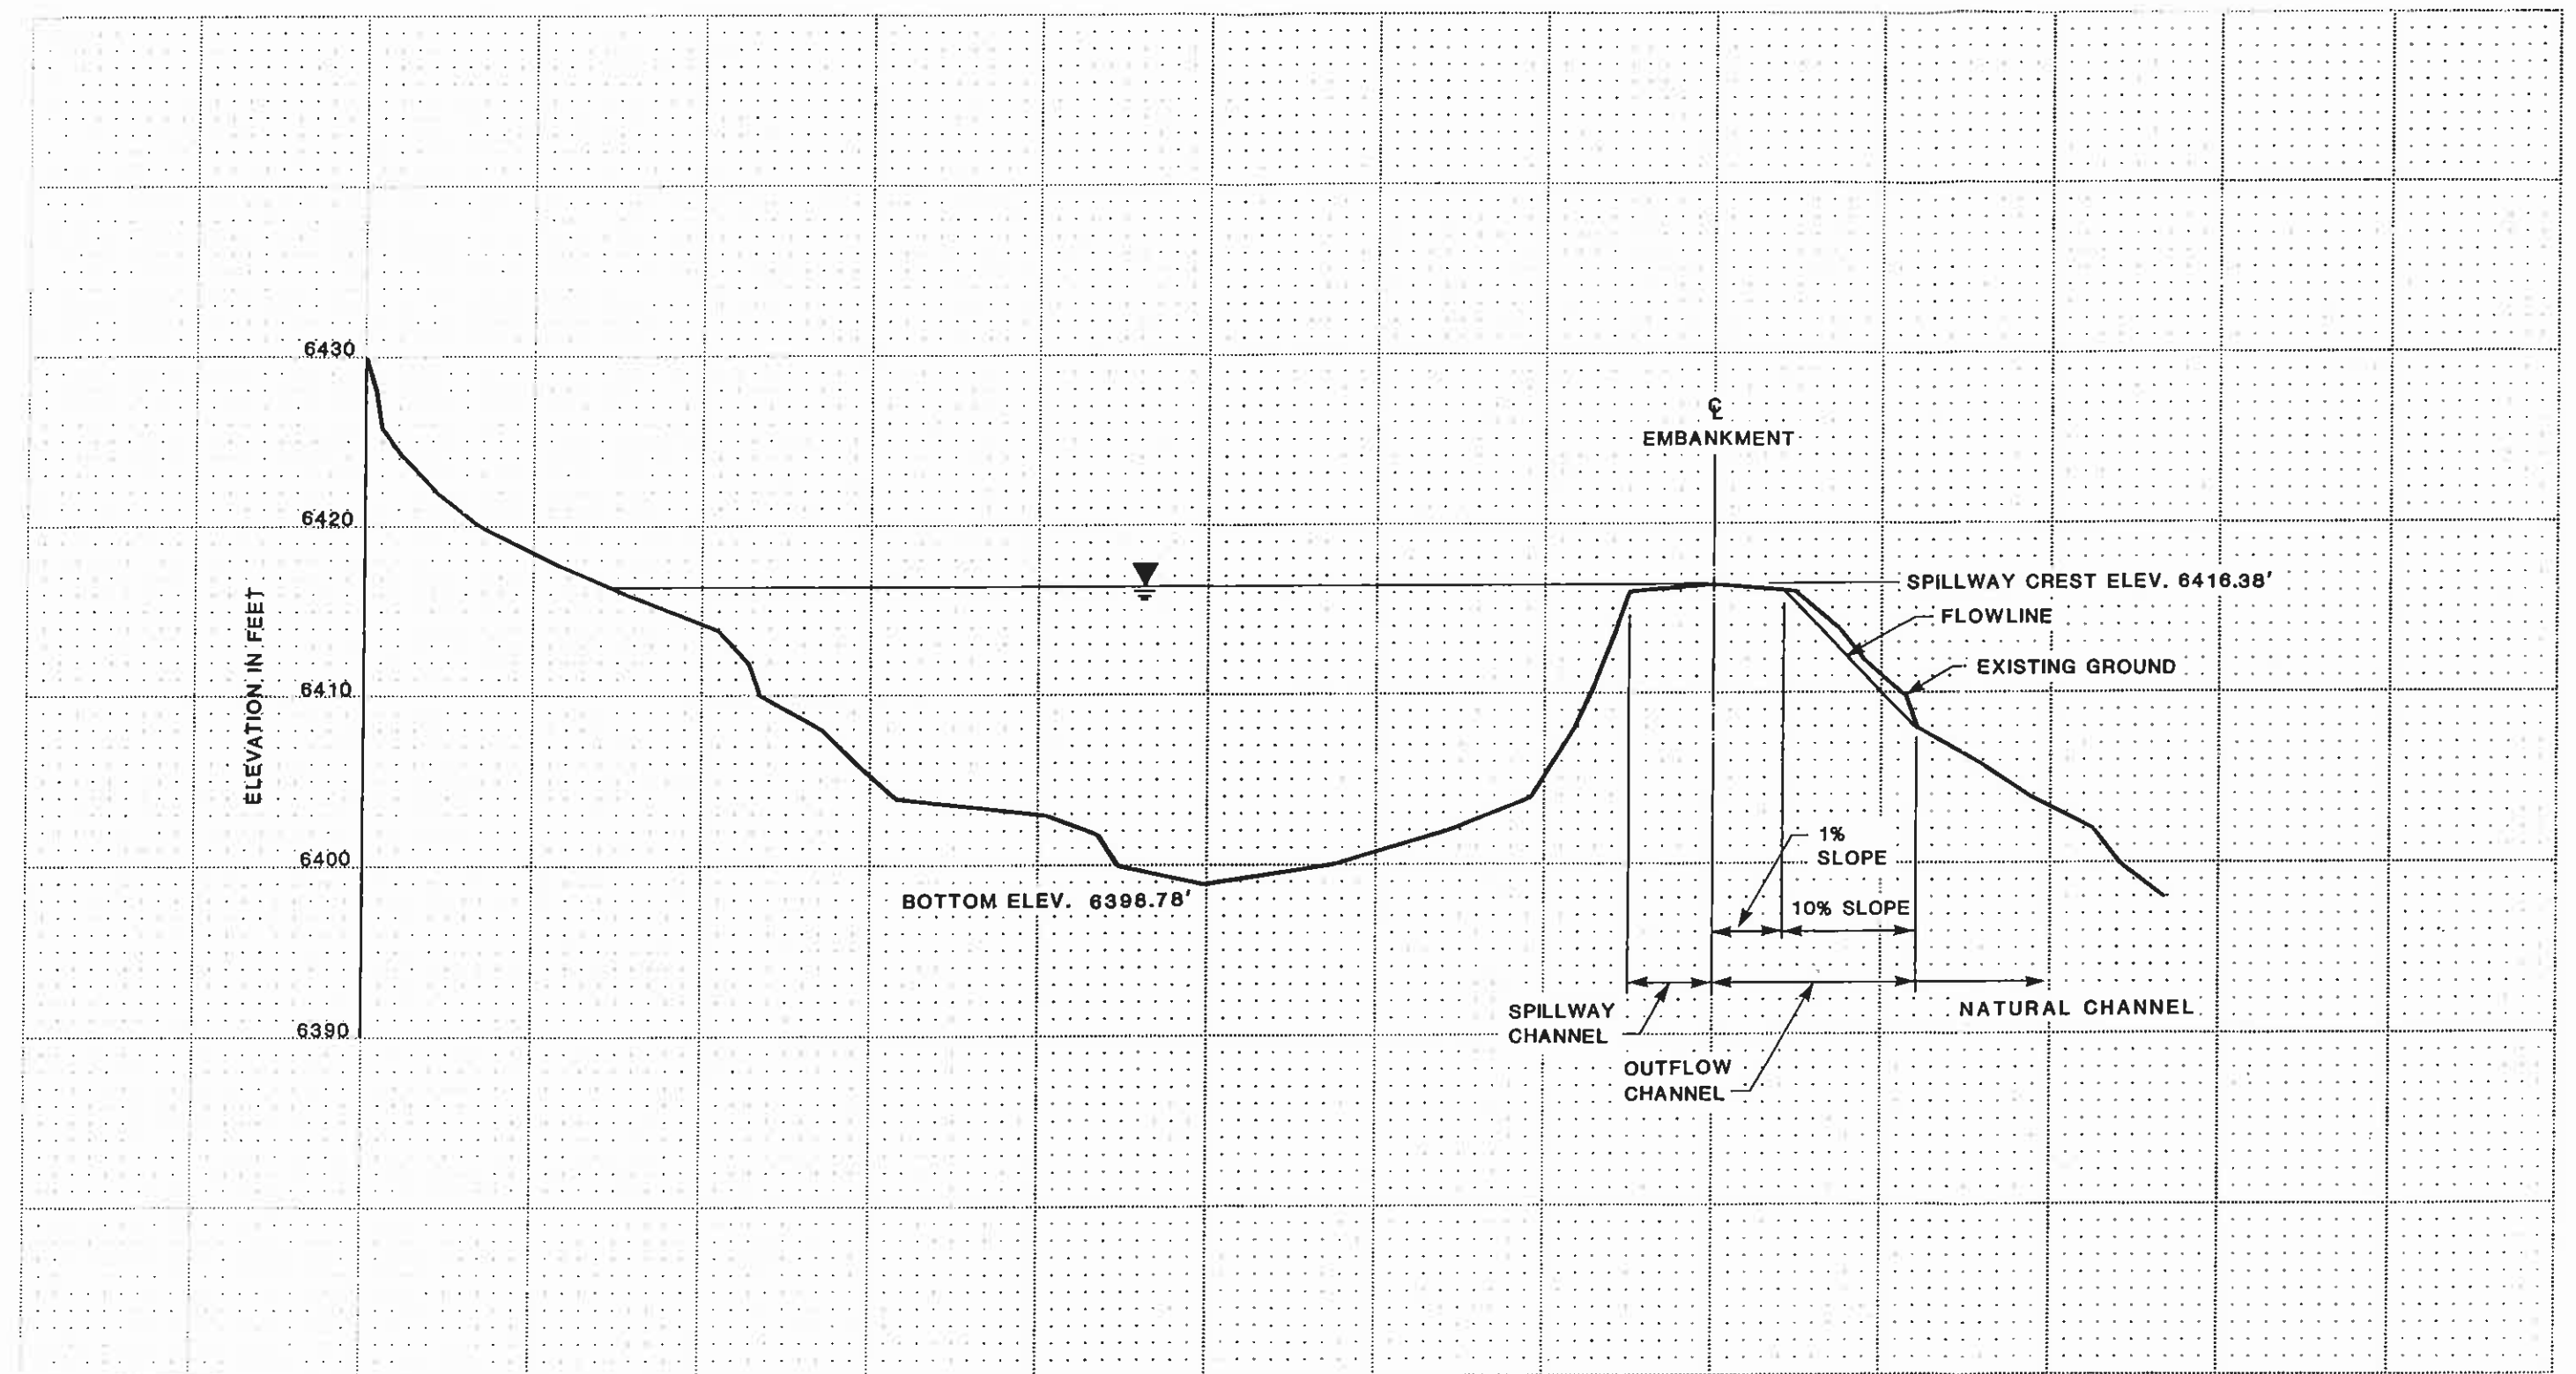 6430
6420
6410
6400
6390
ELEVATION, IN FEET
℄
EMBANKMENT
SPILLWAY CREST ELEV. 6416.38'
FLOWLINE
EXISTING GROUND
1%
SLOPE
10% SLOPE
BOTTOM ELEV. 6398.78'
SPILLWAY
CHANNEL
NATURAL CHANNEL
OUTFLOW
CHANNEL